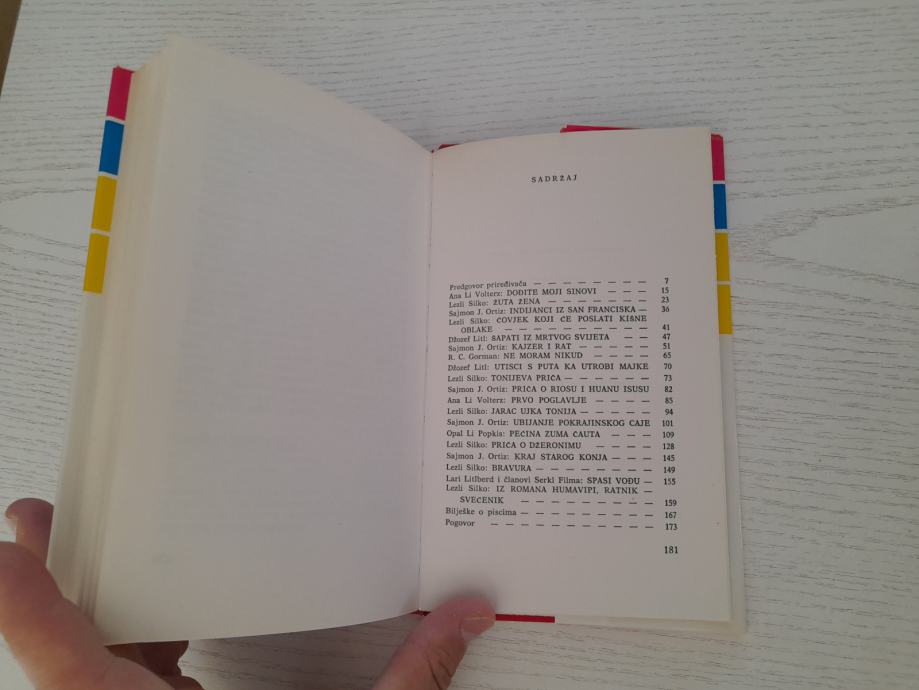 SADRŽAJ
Predgovor priređivača — — — — — — — — 7
Ana Li Volterz: DOĐITE MOJI SINOVI — — — 15
Lezli Silko: ŽUTA ŽENA — — — — — — — 23
Sajmon J. Ortiz: INDIJANCI IZ SAN FRANCISKA — 36
Lezli Silko: ČOVJEK KOJI ĆE POSLATI KIŠNE
OBLAKE — — — — — — — — — 41
Džozef Litl: ŠAPATI IZ MRTVOG SVIJETA — — 47
Sajmon J. Ortiz: KAJZER I RAT — — — — — 51
R. C. Gorman: NE MORAM NIKUD — — — — 65
Džozef Litl: UTISCI S PUTA KA UTROBI MAJKE 70
Lezli Silko: TONIJEVA PRIČA — — — — — — 73
Sajmon J. Ortiz: PRIČA O RIOSU I HUANU ISUSU 82
Ana Li Volterz: PRVO POGLAVLJE — — — — 85
Lezli Silko: JARAC UJKA TONIJA — — — — — 94
Sajmon J. Ortiz: UBIJANJE POKRAJINSKOG CAJE 101
Opal Li Popkis: PEĆINA ZUMA ČAUTA — — — 109
Lezli Silko: PRIČA O DŽERONIMU — — — — 128
Sajmon J. Ortiz: KRAJ STAROG KONJA — — — 145
Lezli Silko: BRAVURA — — — — — — — 149
Lari Litlberd i članovi Serkl Filma: SPASI VODU — 155
Lezli Silko: IZ ROMANA HUMAVIPI, RATNIK —
SVEĆENIK — — — — — — — — 159
Bilješke o piscima — — — — — — — — 167
Pogovor — — — — — — — — — — 173
181